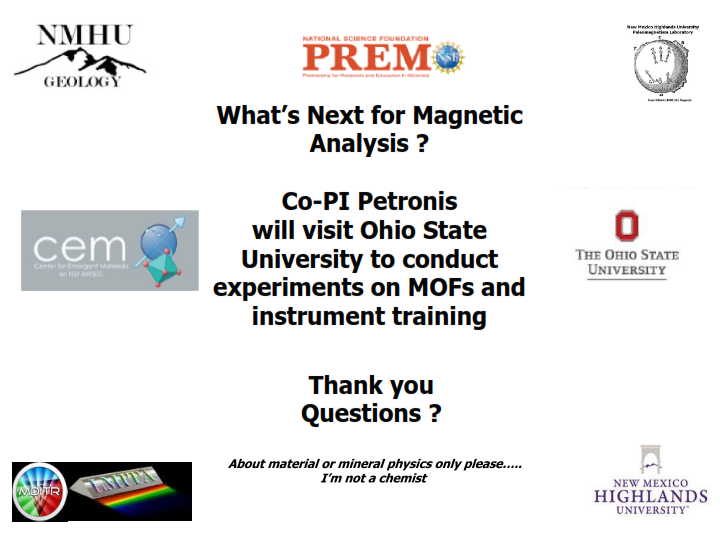 NMHU
GEOLOGY
NATIONAL SCIENCE FOUNDATION
PREM
Partnership for Research and Education in Materials
NSF
New Mexico Highlands University
Paleomagnetism Laboratory
What's Next for Magnetic
Analysis ?
Co-PI Petronis
will visit Ohio State
University to conduct
experiments on MOFs and
instrument training
cem
Center for Emergent Materials
an NSF MRSEC
THE OHIO STATE
UNIVERSITY
Thank you
Questions ?
About material or mineral physics only please…..
I'm not a chemist
MDITR
NEW MEXICO
HIGHLANDS
UNIVERSITY